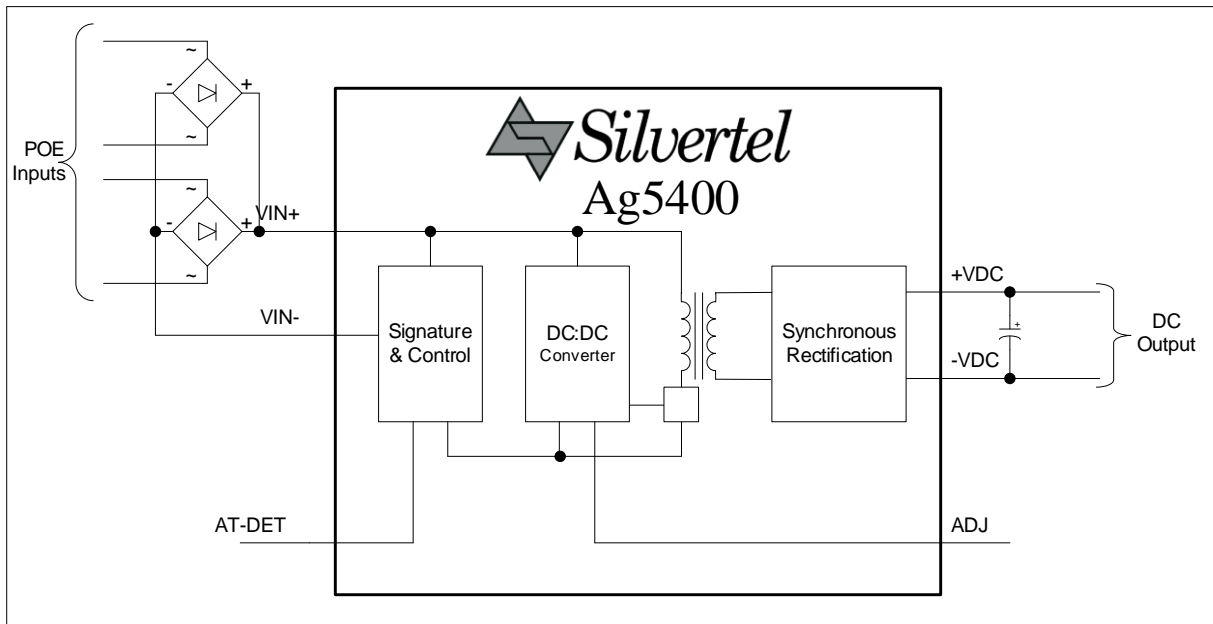 ~
-
+
~
POE
Inputs
~
-
+
~
VIN+
VIN-
Silvertel
Ag5400
Signature
& Control
DC:DC
Converter
Synchronous
Rectification
+VDC
+
-VDC
DC
Output
AT-DET
ADJ